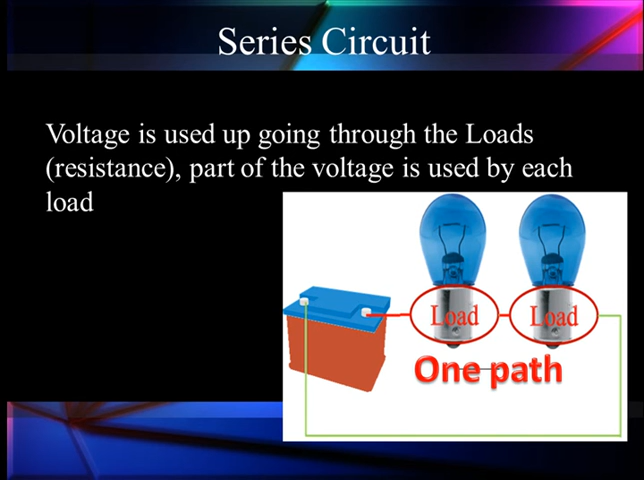 Series Circuit
Voltage is used up going through the Loads
(resistance), part of the voltage is used by each
load
Load Load
One path